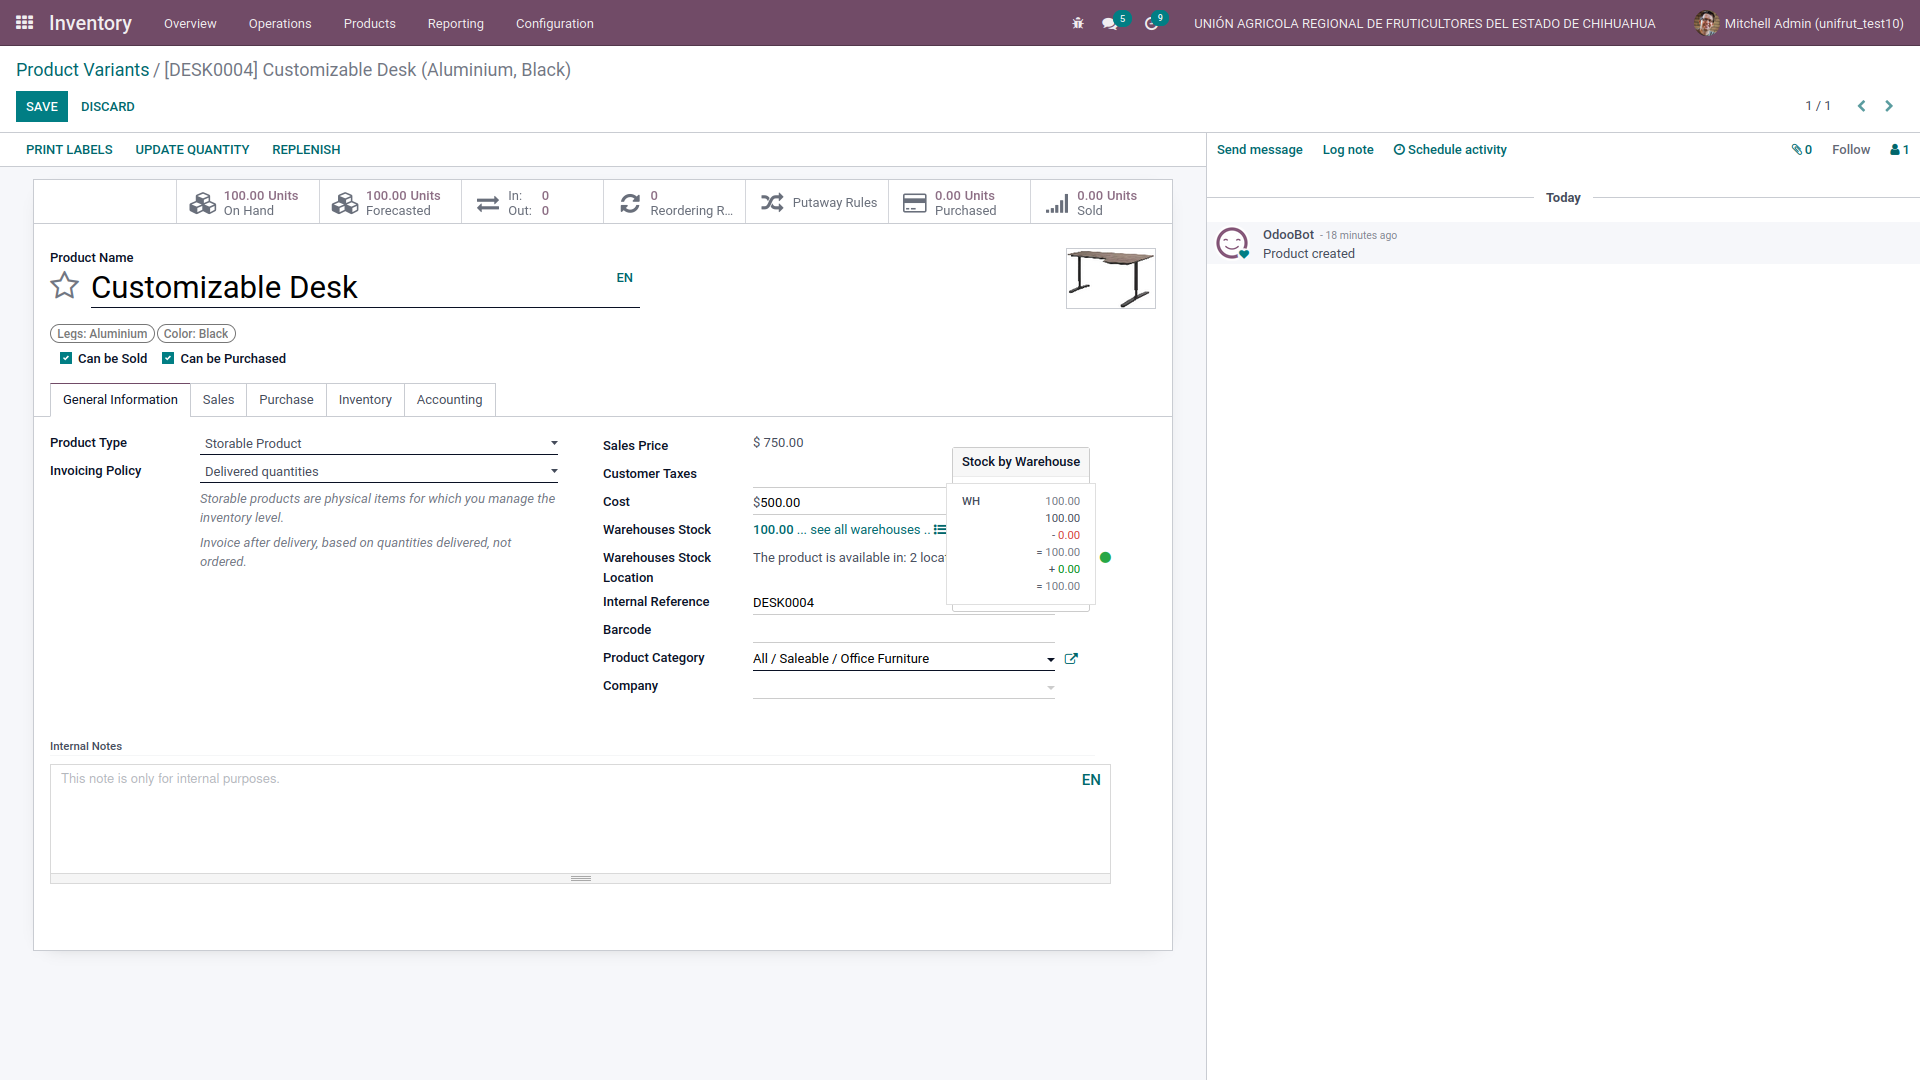 Inventory Overview Operations Products Reporting Configuration 5 9 UNIÓN AGRICOLA REGIONAL DE FRUTICULTORES DEL ESTADO DE CHIHUAHUA Mitchell Admin (unifrut_test10)
Product Variants / [DESK0004] Customizable Desk (Aluminium, Black)
SAVE DISCARD 1 / 1
PRINT LABELS UPDATE QUANTITY REPLENISH
Send message Log note Schedule activity 0 Follow 1
100.00 Units
On Hand
100.00 Units
Forecasted
In: 0
Out: 0
0
Reordering R...
Putaway Rules
0.00 Units
Purchased
0.00 Units
Sold
Today
OdooBot - 18 minutes ago
Product created
Product Name
Customizable Desk EN
Legs: Aluminium Color: Black
Can be Sold Can be Purchased
General Information Sales Purchase Inventory Accounting
Product Type Storable Product
Invoicing Policy Delivered quantities
Storable products are physical items for which you manage the
inventory level.
Invoice after delivery, based on quantities delivered, not
ordered.
Sales Price $ 750.00
Customer Taxes
Cost $500.00
Warehouses Stock 100.00 ... see all warehouses ..
Warehouses Stock
Location
The product is available in: 2 loca
Internal Reference DESK0004
Barcode
Product Category All / Saleable / Office Furniture
Company
Stock by Warehouse
WH 100.00
100.00
- 0.00
= 100.00
+ 0.00
= 100.00
Internal Notes
This note is only for internal purposes. EN